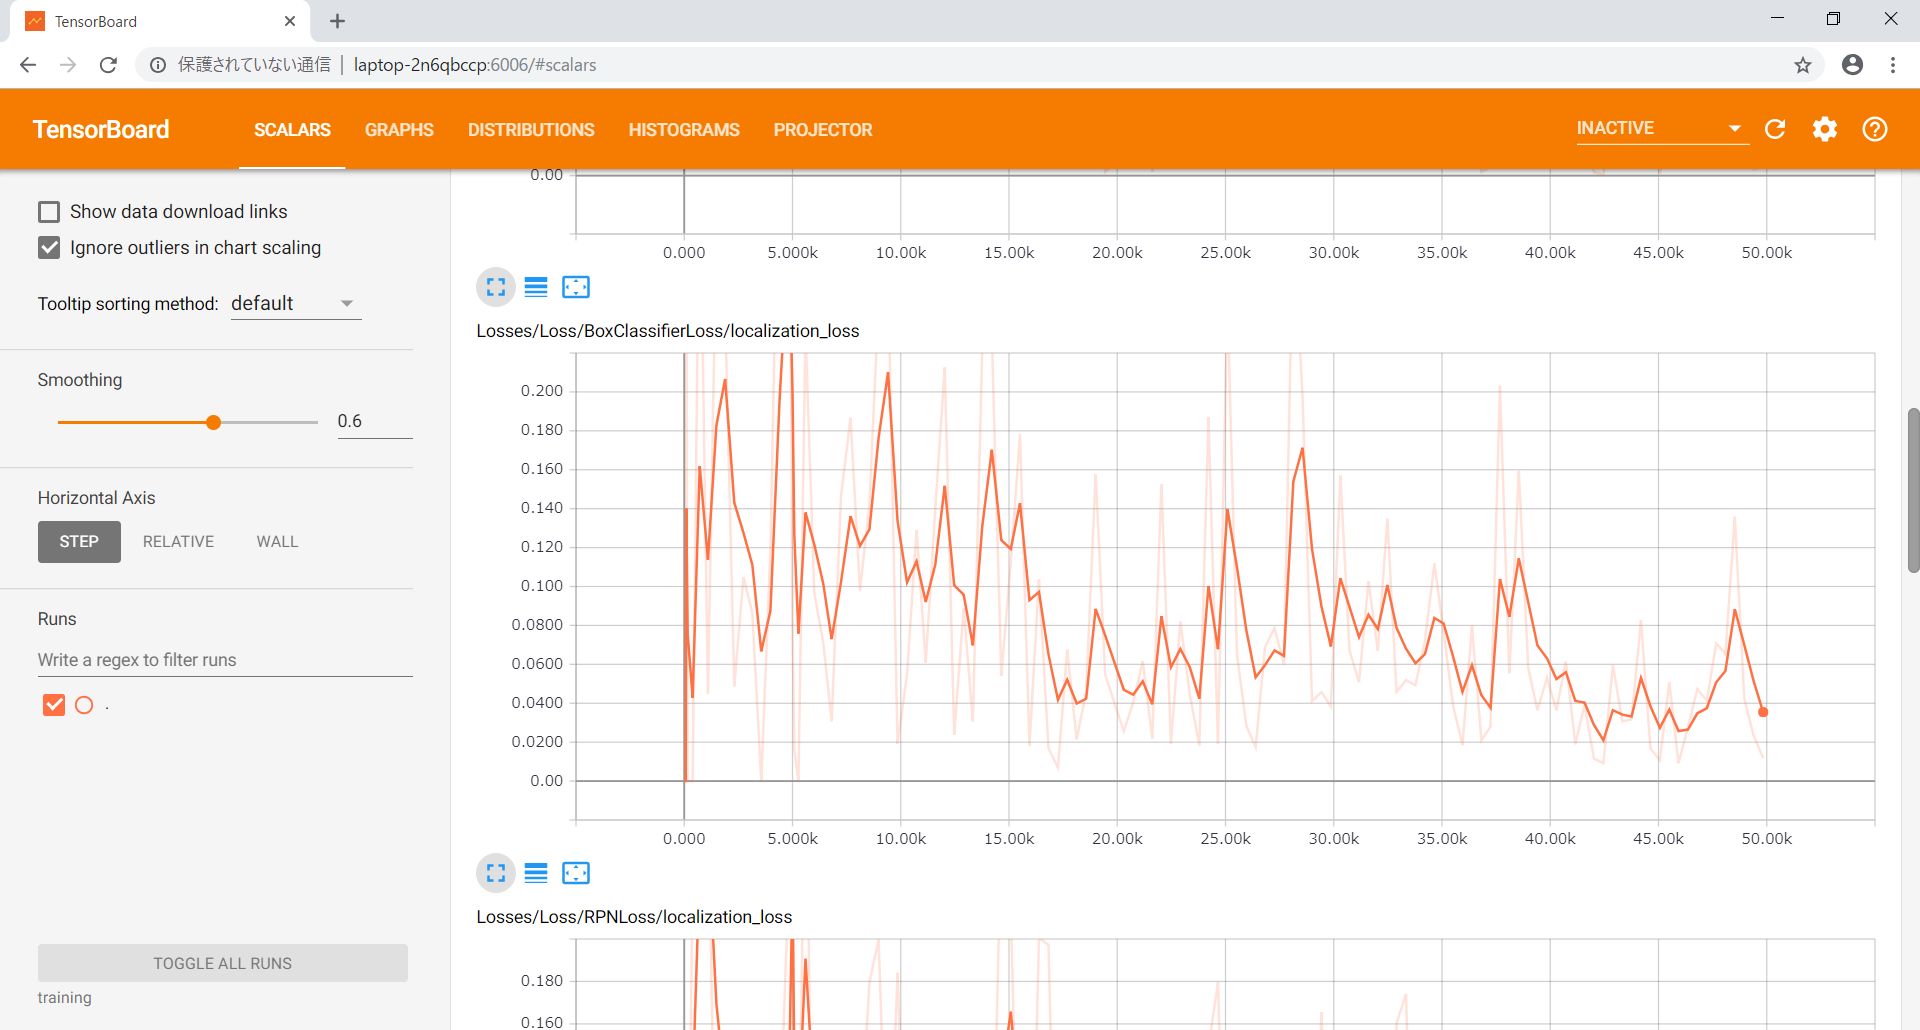 TensorBoard
保護されていない通信 | laptop-2n6qbccp:6006/#scalars
TensorBoard SCALARS GRAPHS DISTRIBUTIONS HISTOGRAMS PROJECTOR INACTIVE
Show data download links
Ignore outliers in chart scaling
Tooltip sorting method: default
Smoothing
0.6
Horizontal Axis
STEP RELATIVE WALL
Runs
Write a regex to filter runs
.
TOGGLE ALL RUNS
training
0.00
0.000 5.000k 10.00k 15.00k 20.00k 25.00k 30.00k 35.00k 40.00k 45.00k 50.00k
Losses/Loss/BoxClassifierLoss/localization_loss
0.200
0.180
0.160
0.140
0.120
0.100
0.0800
0.0600
0.0400
0.0200
0.00
0.000 5.000k 10.00k 15.00k 20.00k 25.00k 30.00k 35.00k 40.00k 45.00k 50.00k
Losses/Loss/RPNLoss/localization_loss
0.180
0.160